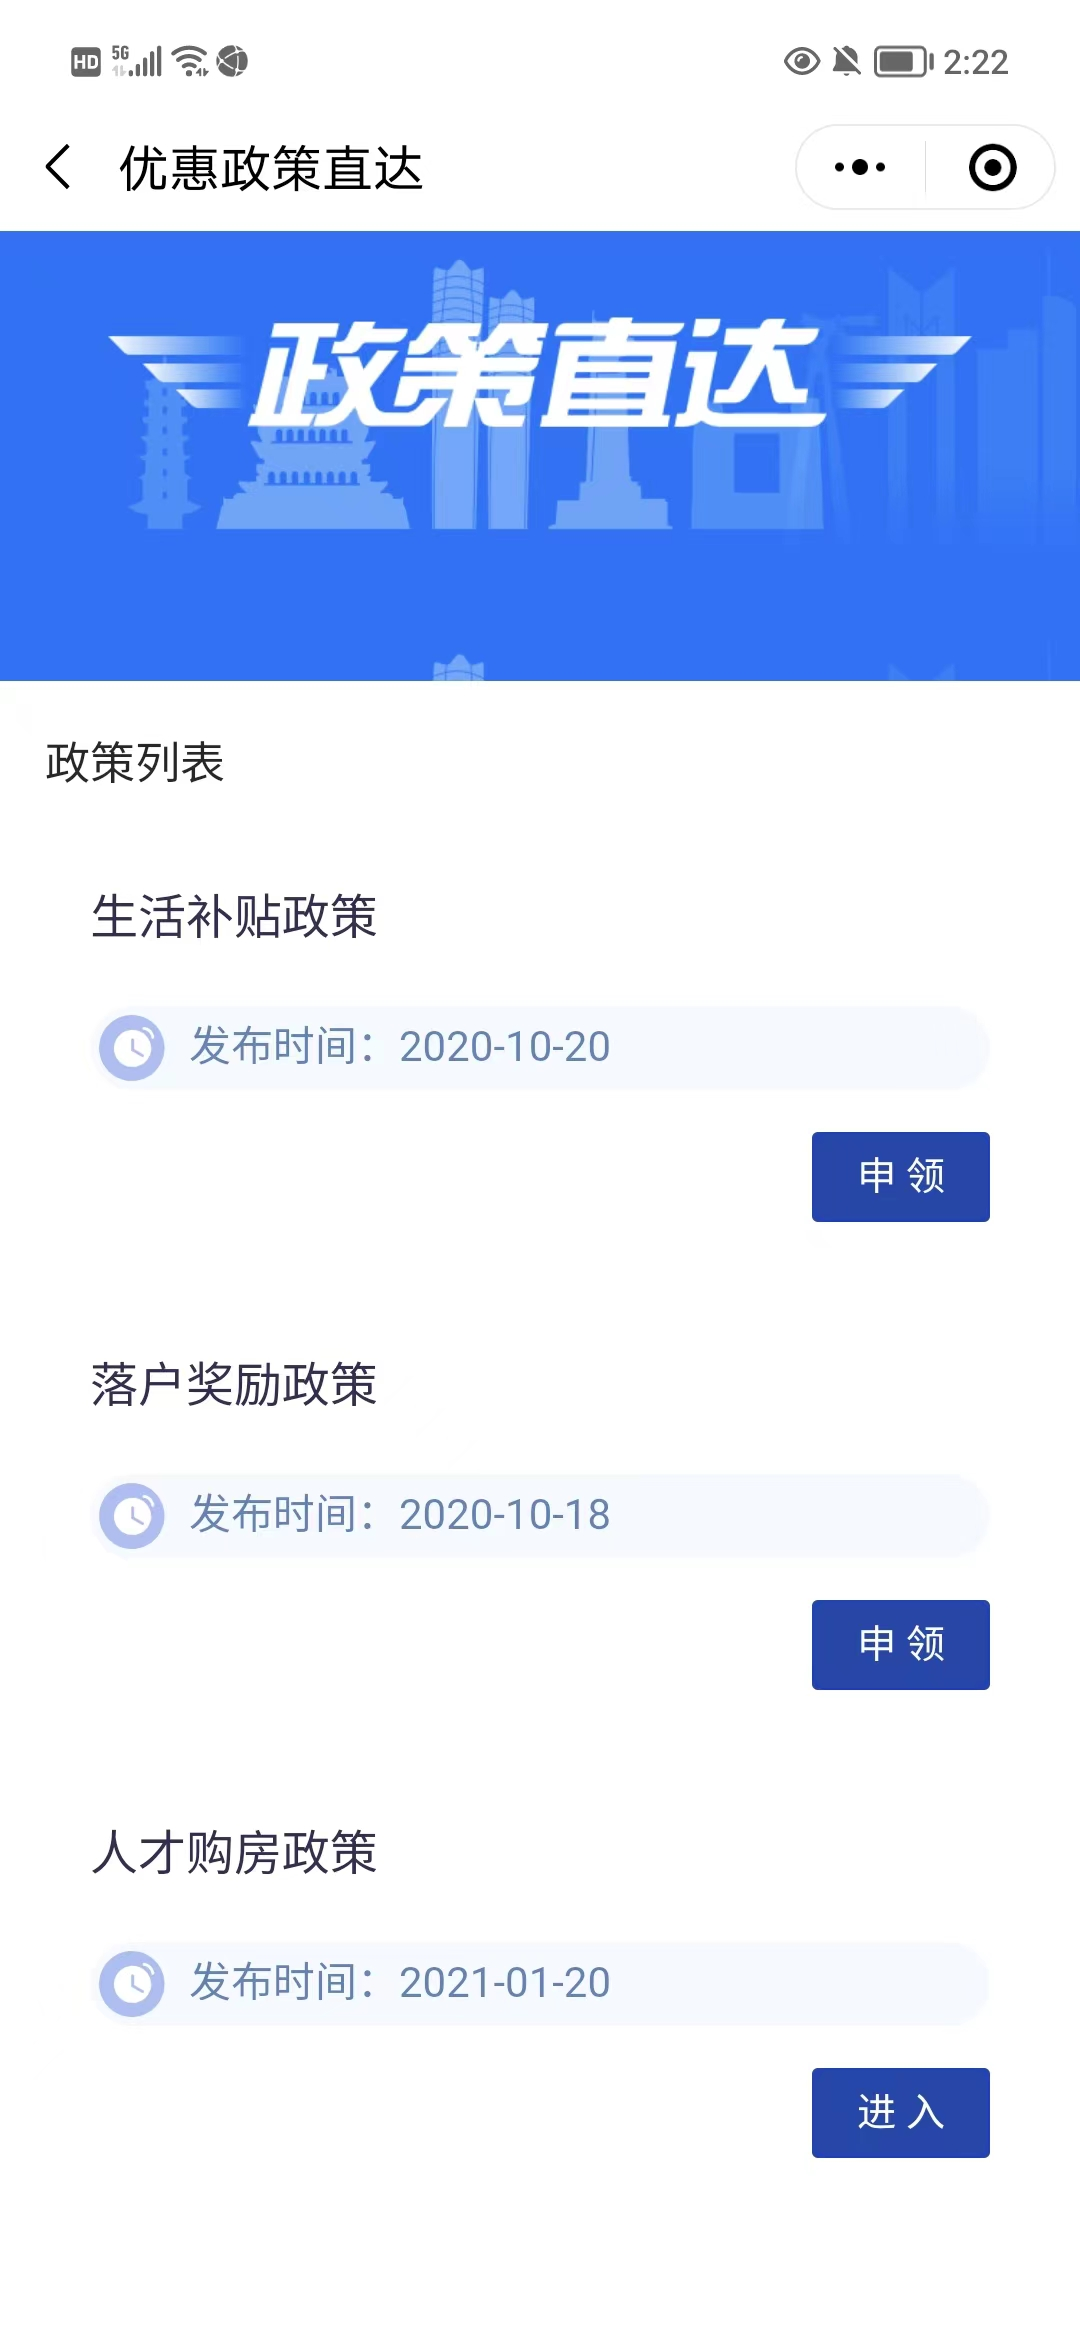 HD 5G 2:22
优惠政策直达
政策直达
政策列表
生活补贴政策
发布时间：2020-10-20
申 领
落户奖励政策
发布时间：2020-10-18
申 领
人才购房政策
发布时间：2021-01-20
进 入